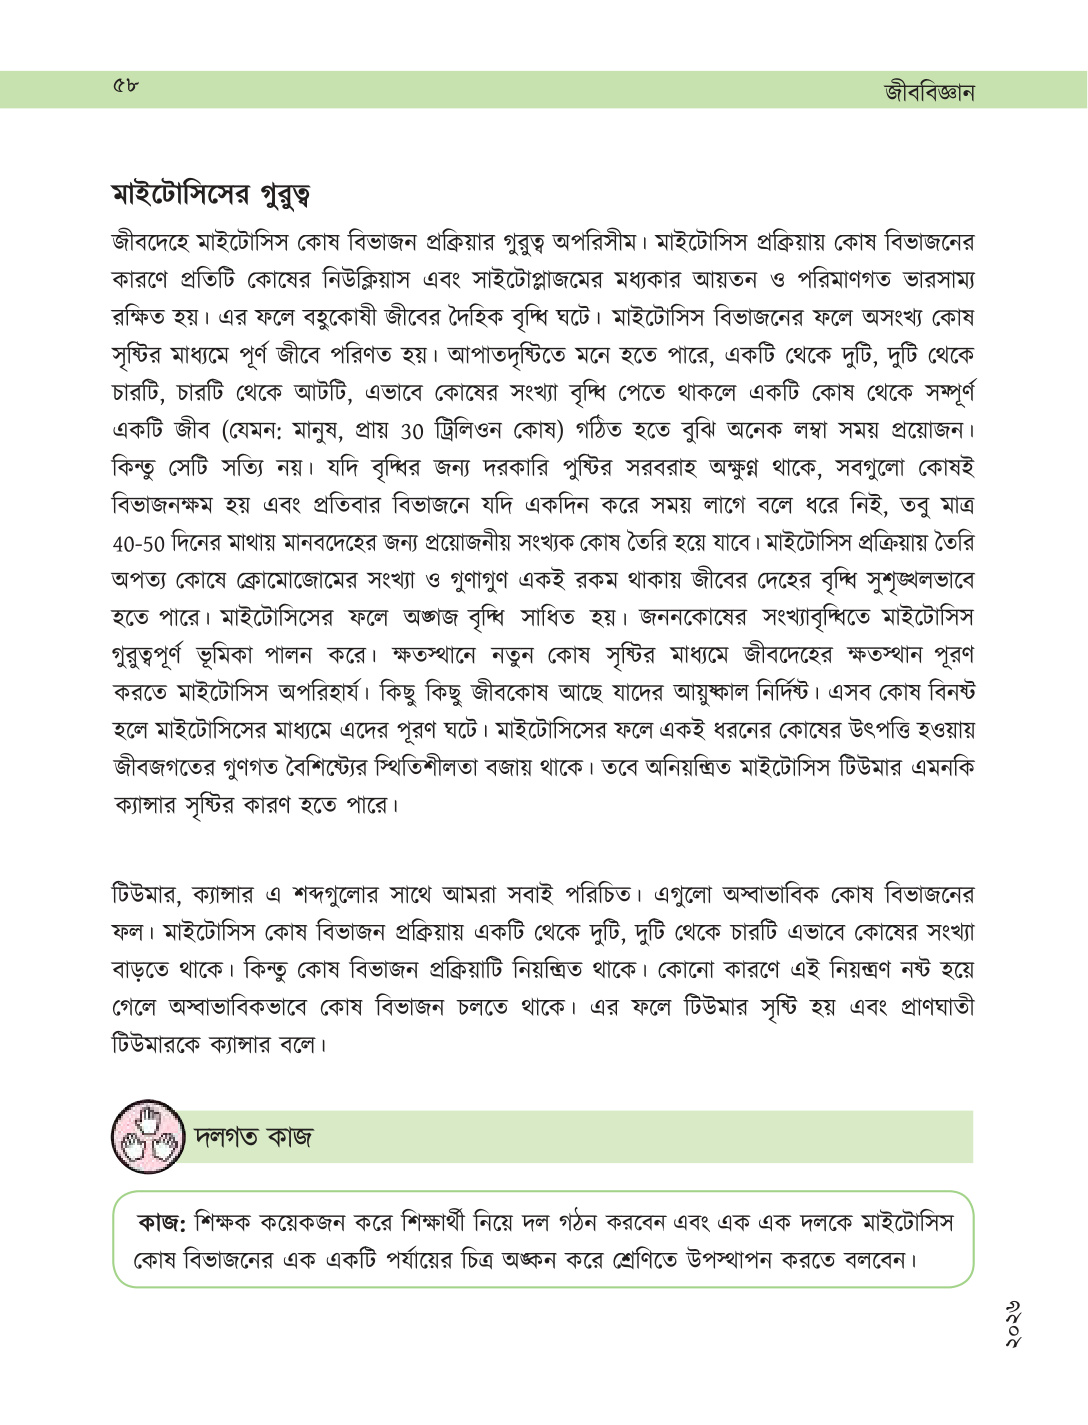 ৫৮
জীববিজ্ঞান
মাইটোসিসের গুরুত্ব
জীবদেহে মাইটোসিস কোষ বিভাজন প্রক্রিয়ার গুরুত্ব অপরিসীম। মাইটোসিস প্রক্রিয়ায় কোষ বিভাজনের
কারণে প্রতিটি কোষের নিউক্লিয়াস এবং সাইটোপ্লাজমের মধ্যকার আয়তন ও পরিমাণগত ভারসাম্য
রক্ষিত হয়। এর ফলে বহুকোষী জীবের দৈহিক বৃদ্ধি ঘটে। মাইটোসিস বিভাজনের ফলে অসংখ্য কোষ
সৃষ্টির মাধ্যমে পূর্ণ জীবে পরিণত হয়। আপাতদৃষ্টিতে মনে হতে পারে, একটি থেকে দুটি, দুটি থেকে
চারটি, চারটি থেকে আটটি, এভাবে কোষের সংখ্যা বৃদ্ধি পেতে থাকলে একটি কোষ থেকে সম্পূর্ণ
একটি জীব (যেমন: মানুষ, প্রায় 30 ট্রিলিওন কোষ) গঠিত হতে বুঝি অনেক লম্বা সময় প্রয়োজন।
কিন্তু সেটি সত্যি নয়। যদি বৃদ্ধির জন্য দরকারি পুষ্টির সরবরাহ অক্ষুণ্ণ থাকে, সবগুলো কোষই
বিভাজনক্ষম হয় এবং প্রতিবার বিভাজনে যদি একদিন করে সময় লাগে বলে ধরে নিই, তবু মাত্র
40-50 দিনের মাথায় মানবদেহের জন্য প্রয়োজনীয় সংখ্যক কোষ তৈরি হয়ে যাবে। মাইটোসিস প্রক্রিয়ায় তৈরি
অপত্য কোষে ক্রোমোজোমের সংখ্যা ও গুণাগুণ একই রকম থাকায় জীবের দেহের বৃদ্ধি সুশৃঙ্খলভাবে
হতে পারে। মাইটোসিসের ফলে অঙ্গজ বৃদ্ধি সাধিত হয়। জননকোষের সংখ্যাবৃদ্ধিতে মাইটোসিস
গুরুত্বপূর্ণ ভূমিকা পালন করে। ক্ষতস্থানে নতুন কোষ সৃষ্টির মাধ্যমে জীবদেহের ক্ষতস্থান পূরণ
করতে মাইটোসিস অপরিহার্য। কিছু কিছু জীবকোষ আছে যাদের আয়ুষ্কাল নির্দিষ্ট। এসব কোষ বিনষ্ট
হলে মাইটোসিসের মাধ্যমে এদের পূরণ ঘটে। মাইটোসিসের ফলে একই ধরনের কোষের উৎপত্তি হওয়ায়
জীবজগতের গুণগত বৈশিষ্ট্যের স্থিতিশীলতা বজায় থাকে। তবে অনিয়ন্ত্রিত মাইটোসিস টিউমার এমনকি
ক্যান্সার সৃষ্টির কারণ হতে পারে।
টিউমার, ক্যান্সার এ শব্দগুলোর সাথে আমরা সবাই পরিচিত। এগুলো অস্বাভাবিক কোষ বিভাজনের
ফল। মাইটোসিস কোষ বিভাজন প্রক্রিয়ায় একটি থেকে দুটি, দুটি থেকে চারটি এভাবে কোষের সংখ্যা
বাড়তে থাকে। কিন্তু কোষ বিভাজন প্রক্রিয়াটি নিয়ন্ত্রিত থাকে। কোনো কারণে এই নিয়ন্ত্রণ নষ্ট হয়ে
গেলে অস্বাভাবিকভাবে কোষ বিভাজন চলতে থাকে। এর ফলে টিউমার সৃষ্টি হয় এবং প্রাণঘাতী
টিউমারকে ক্যান্সার বলে।
দলগত কাজ
কাজ: শিক্ষক কয়েকজন করে শিক্ষার্থী নিয়ে দল গঠন করবেন এবং এক এক দলকে মাইটোসিস
কোষ বিভাজনের এক একটি পর্যায়ের চিত্র অঙ্কন করে শ্রেণিতে উপস্থাপন করতে বলবেন।
২০২৬